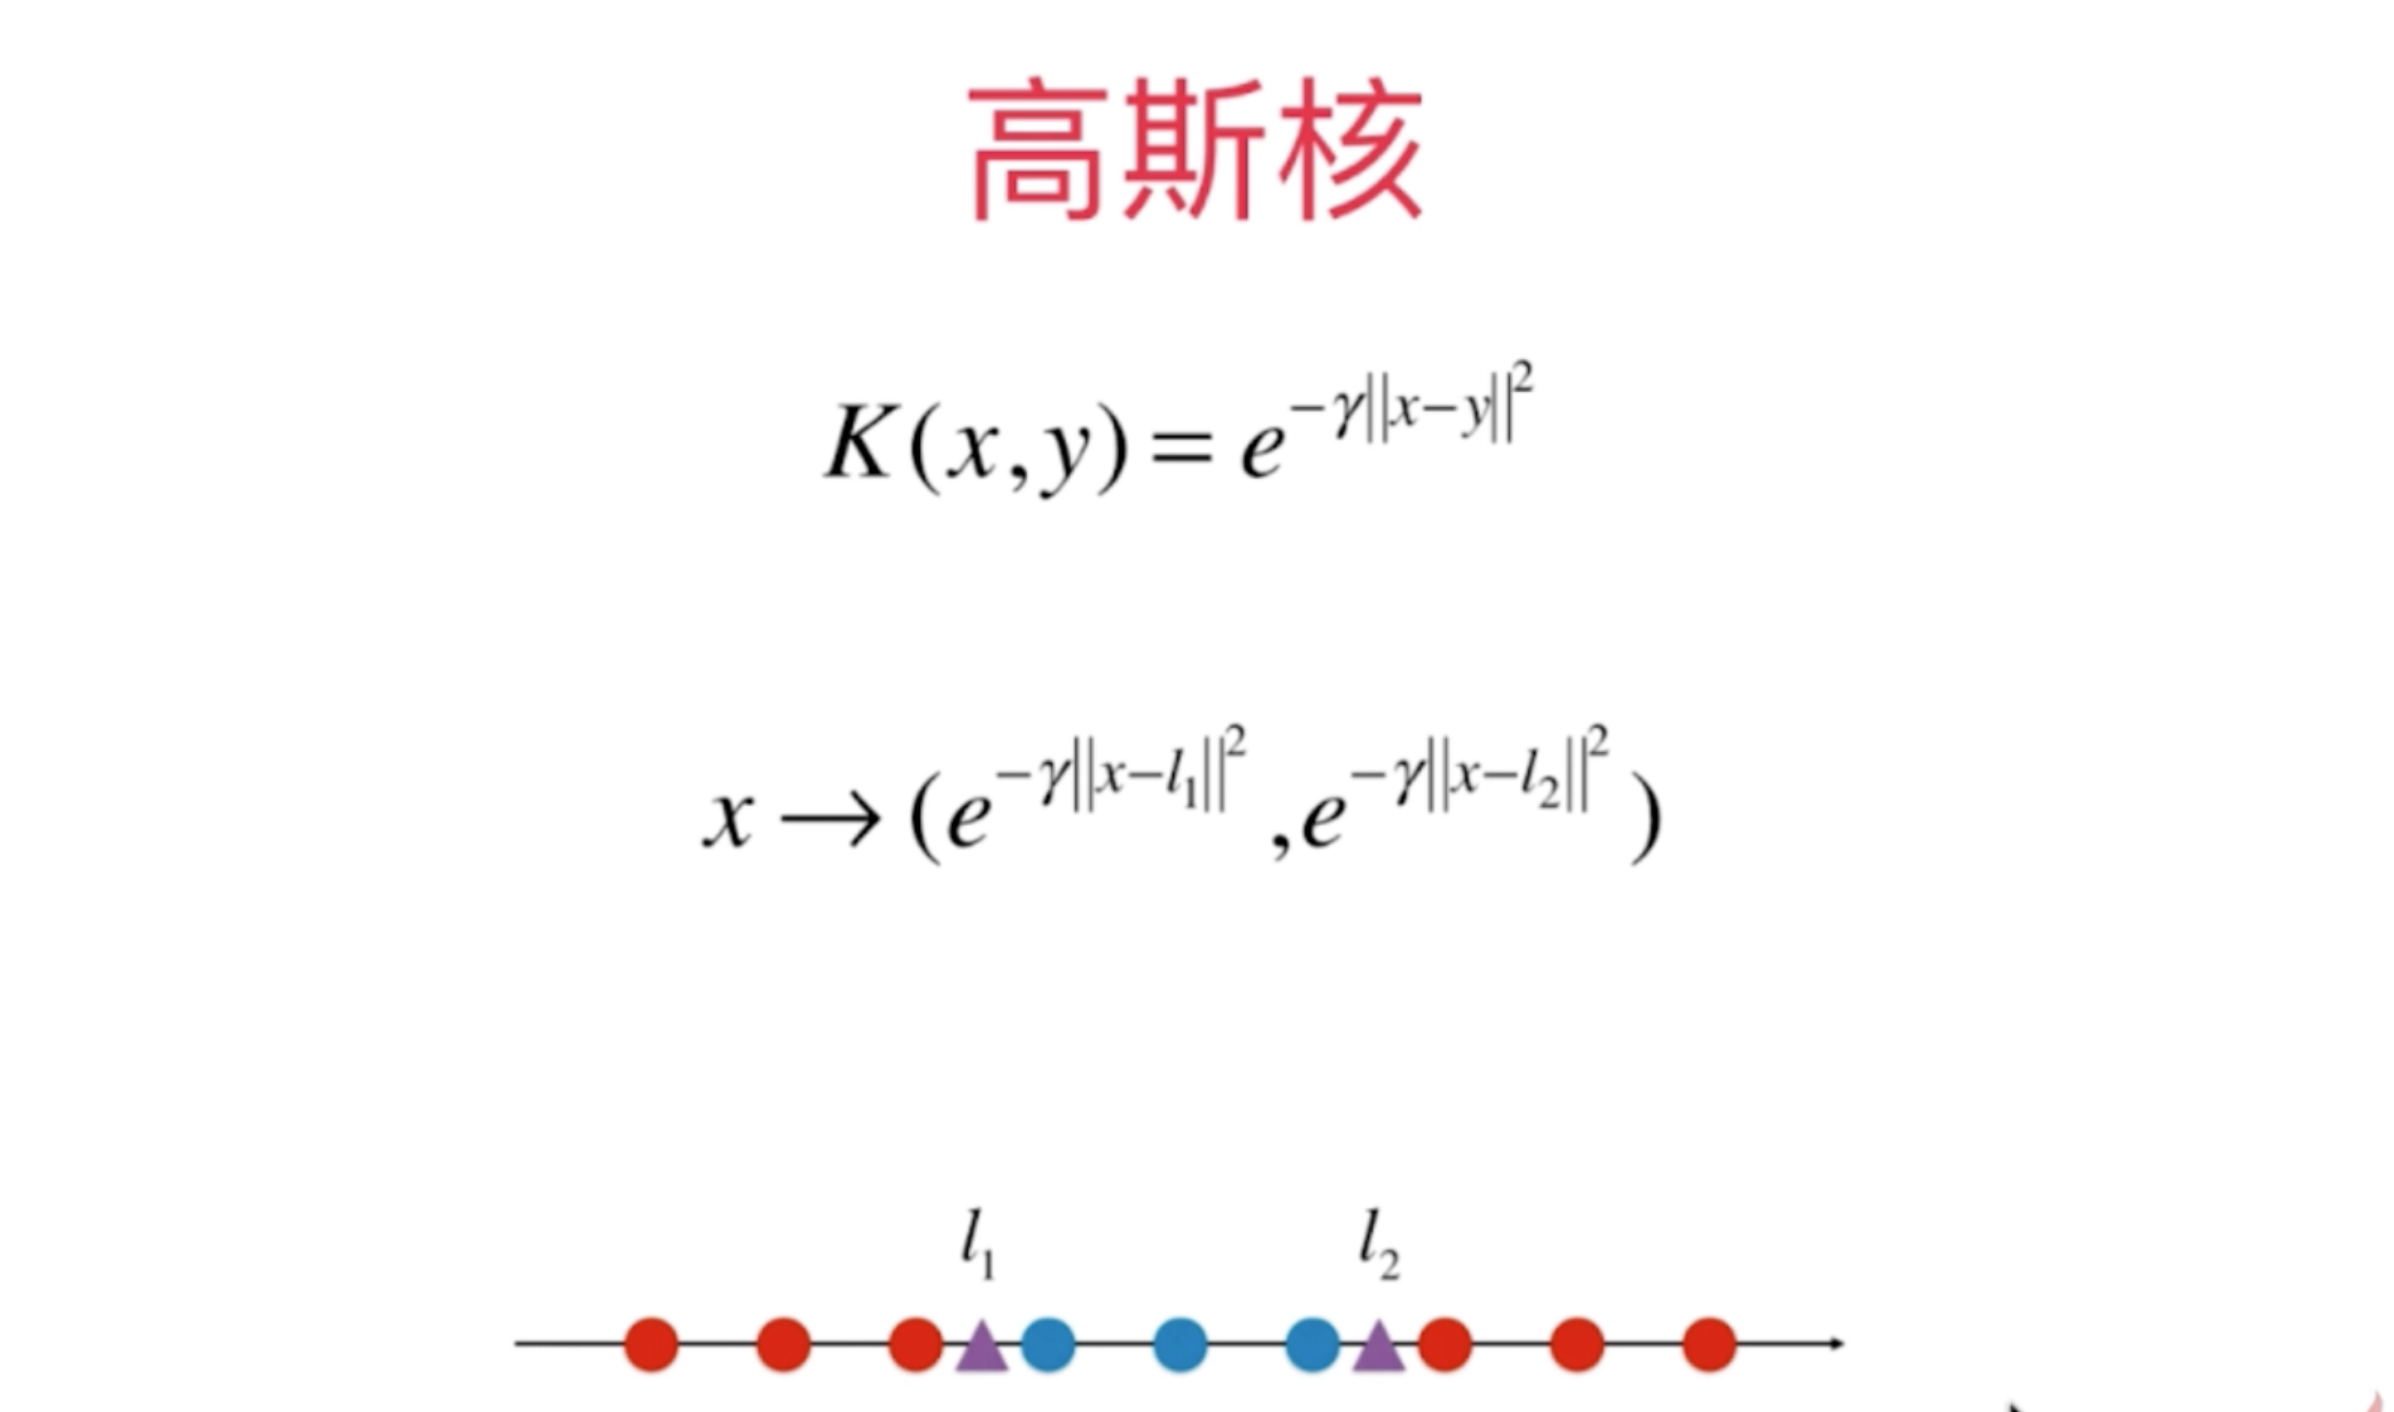 高斯核
K(x,y) = e^{-γ||x-y||^2}
x → (e^{-γ||x-l_1||^2}, e^{-γ||x-l_2||^2})
l_1 l_2